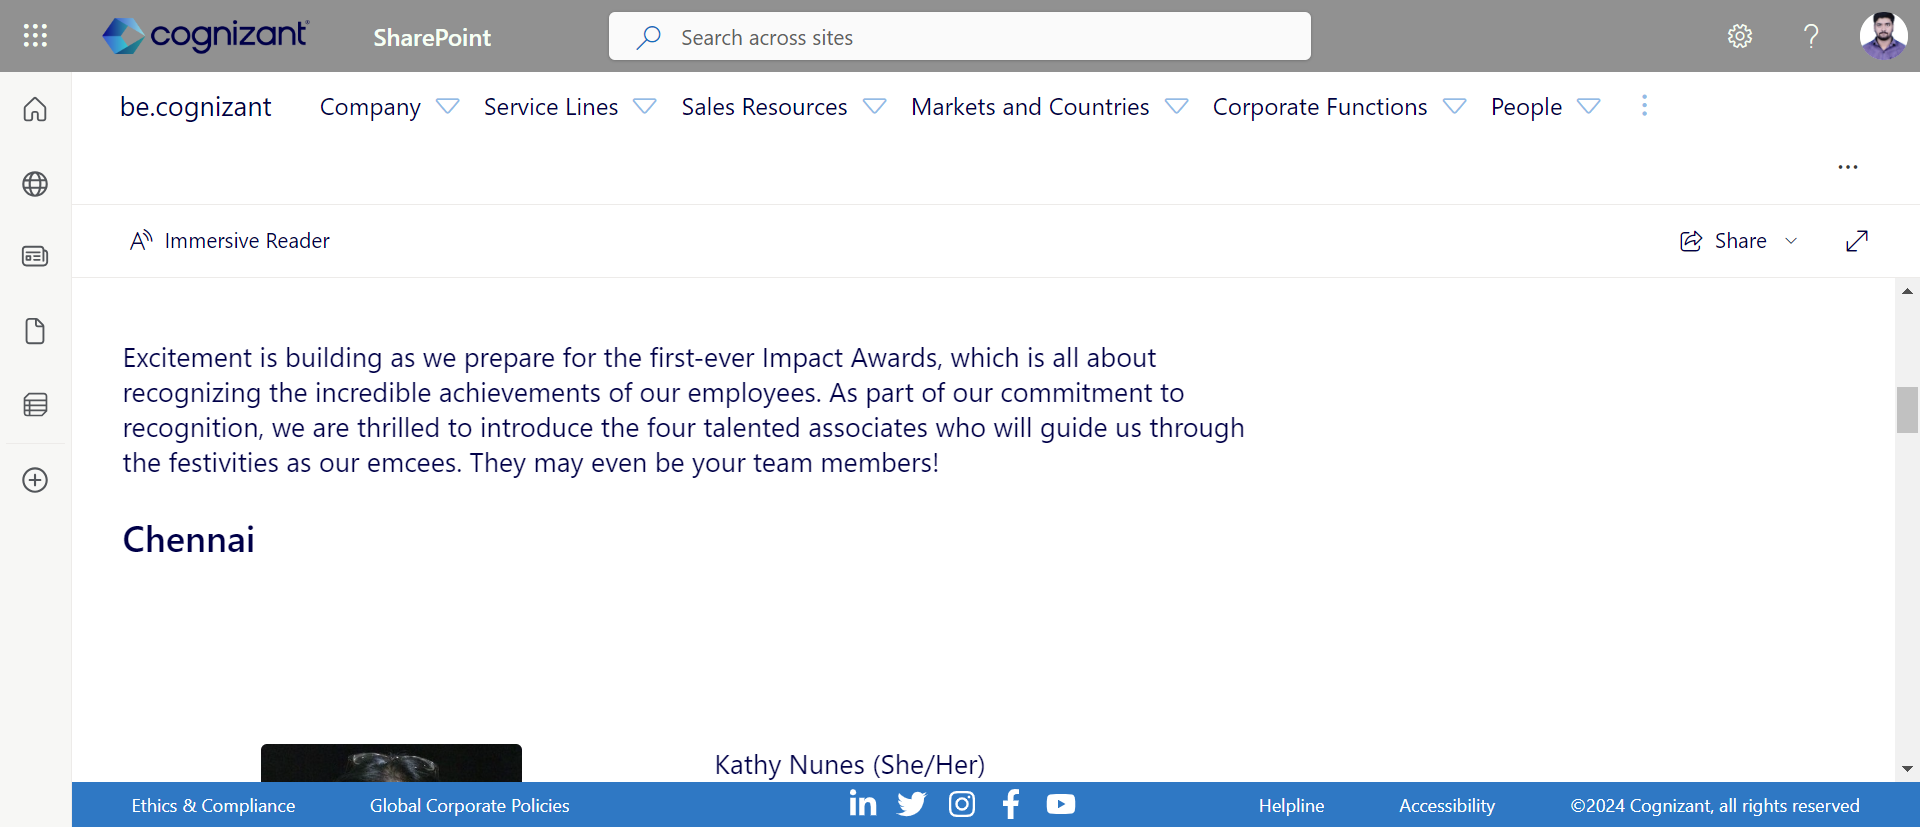 cognizant
SharePoint
Search across sites
be.cognizant
Company
Service Lines
Sales Resources
Markets and Countries
Corporate Functions
People
Immersive Reader
Share
Excitement is building as we prepare for the first-ever Impact Awards, which is all about
recognizing the incredible achievements of our employees. As part of our commitment to
recognition, we are thrilled to introduce the four talented associates who will guide us through
the festivities as our emcees. They may even be your team members!
Chennai
Kathy Nunes (She/Her)
Ethics & Compliance
Global Corporate Policies
Helpline
Accessibility
©2024 Cognizant, all rights reserved